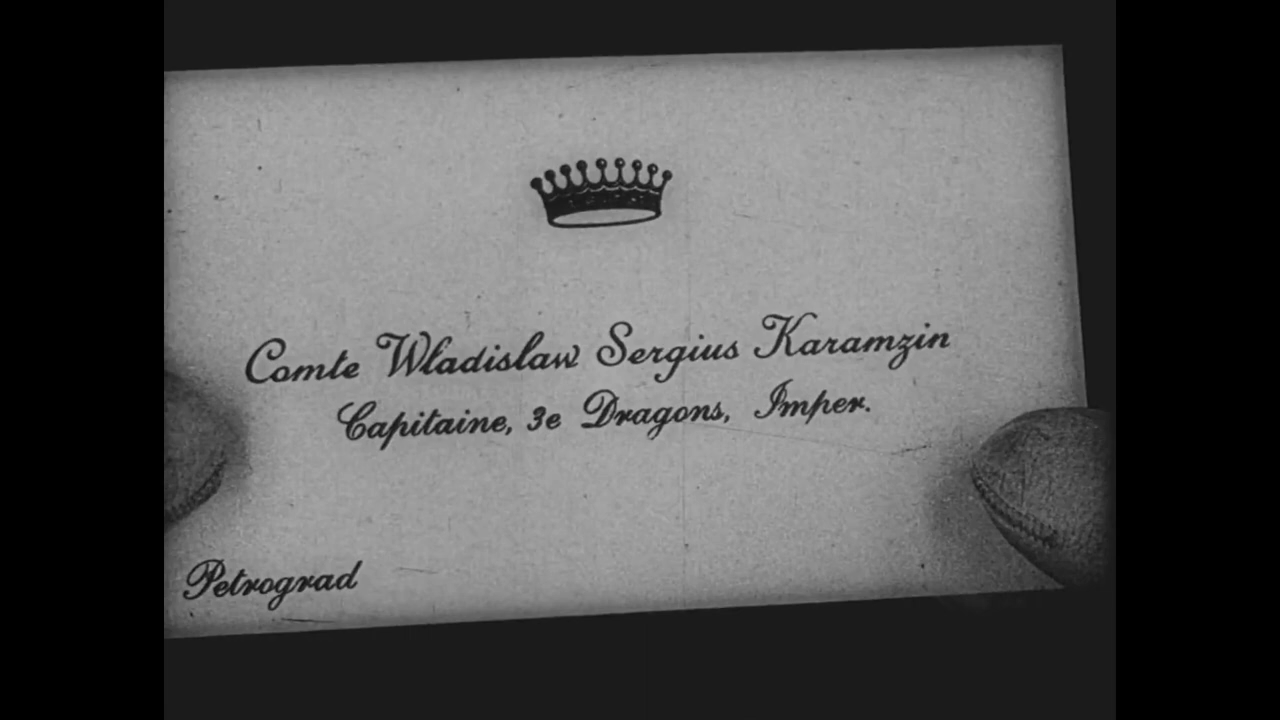 Comte Wladislaw Sergius Karamzin
Capitaine, 3e Dragons, Imper.
Petrograd